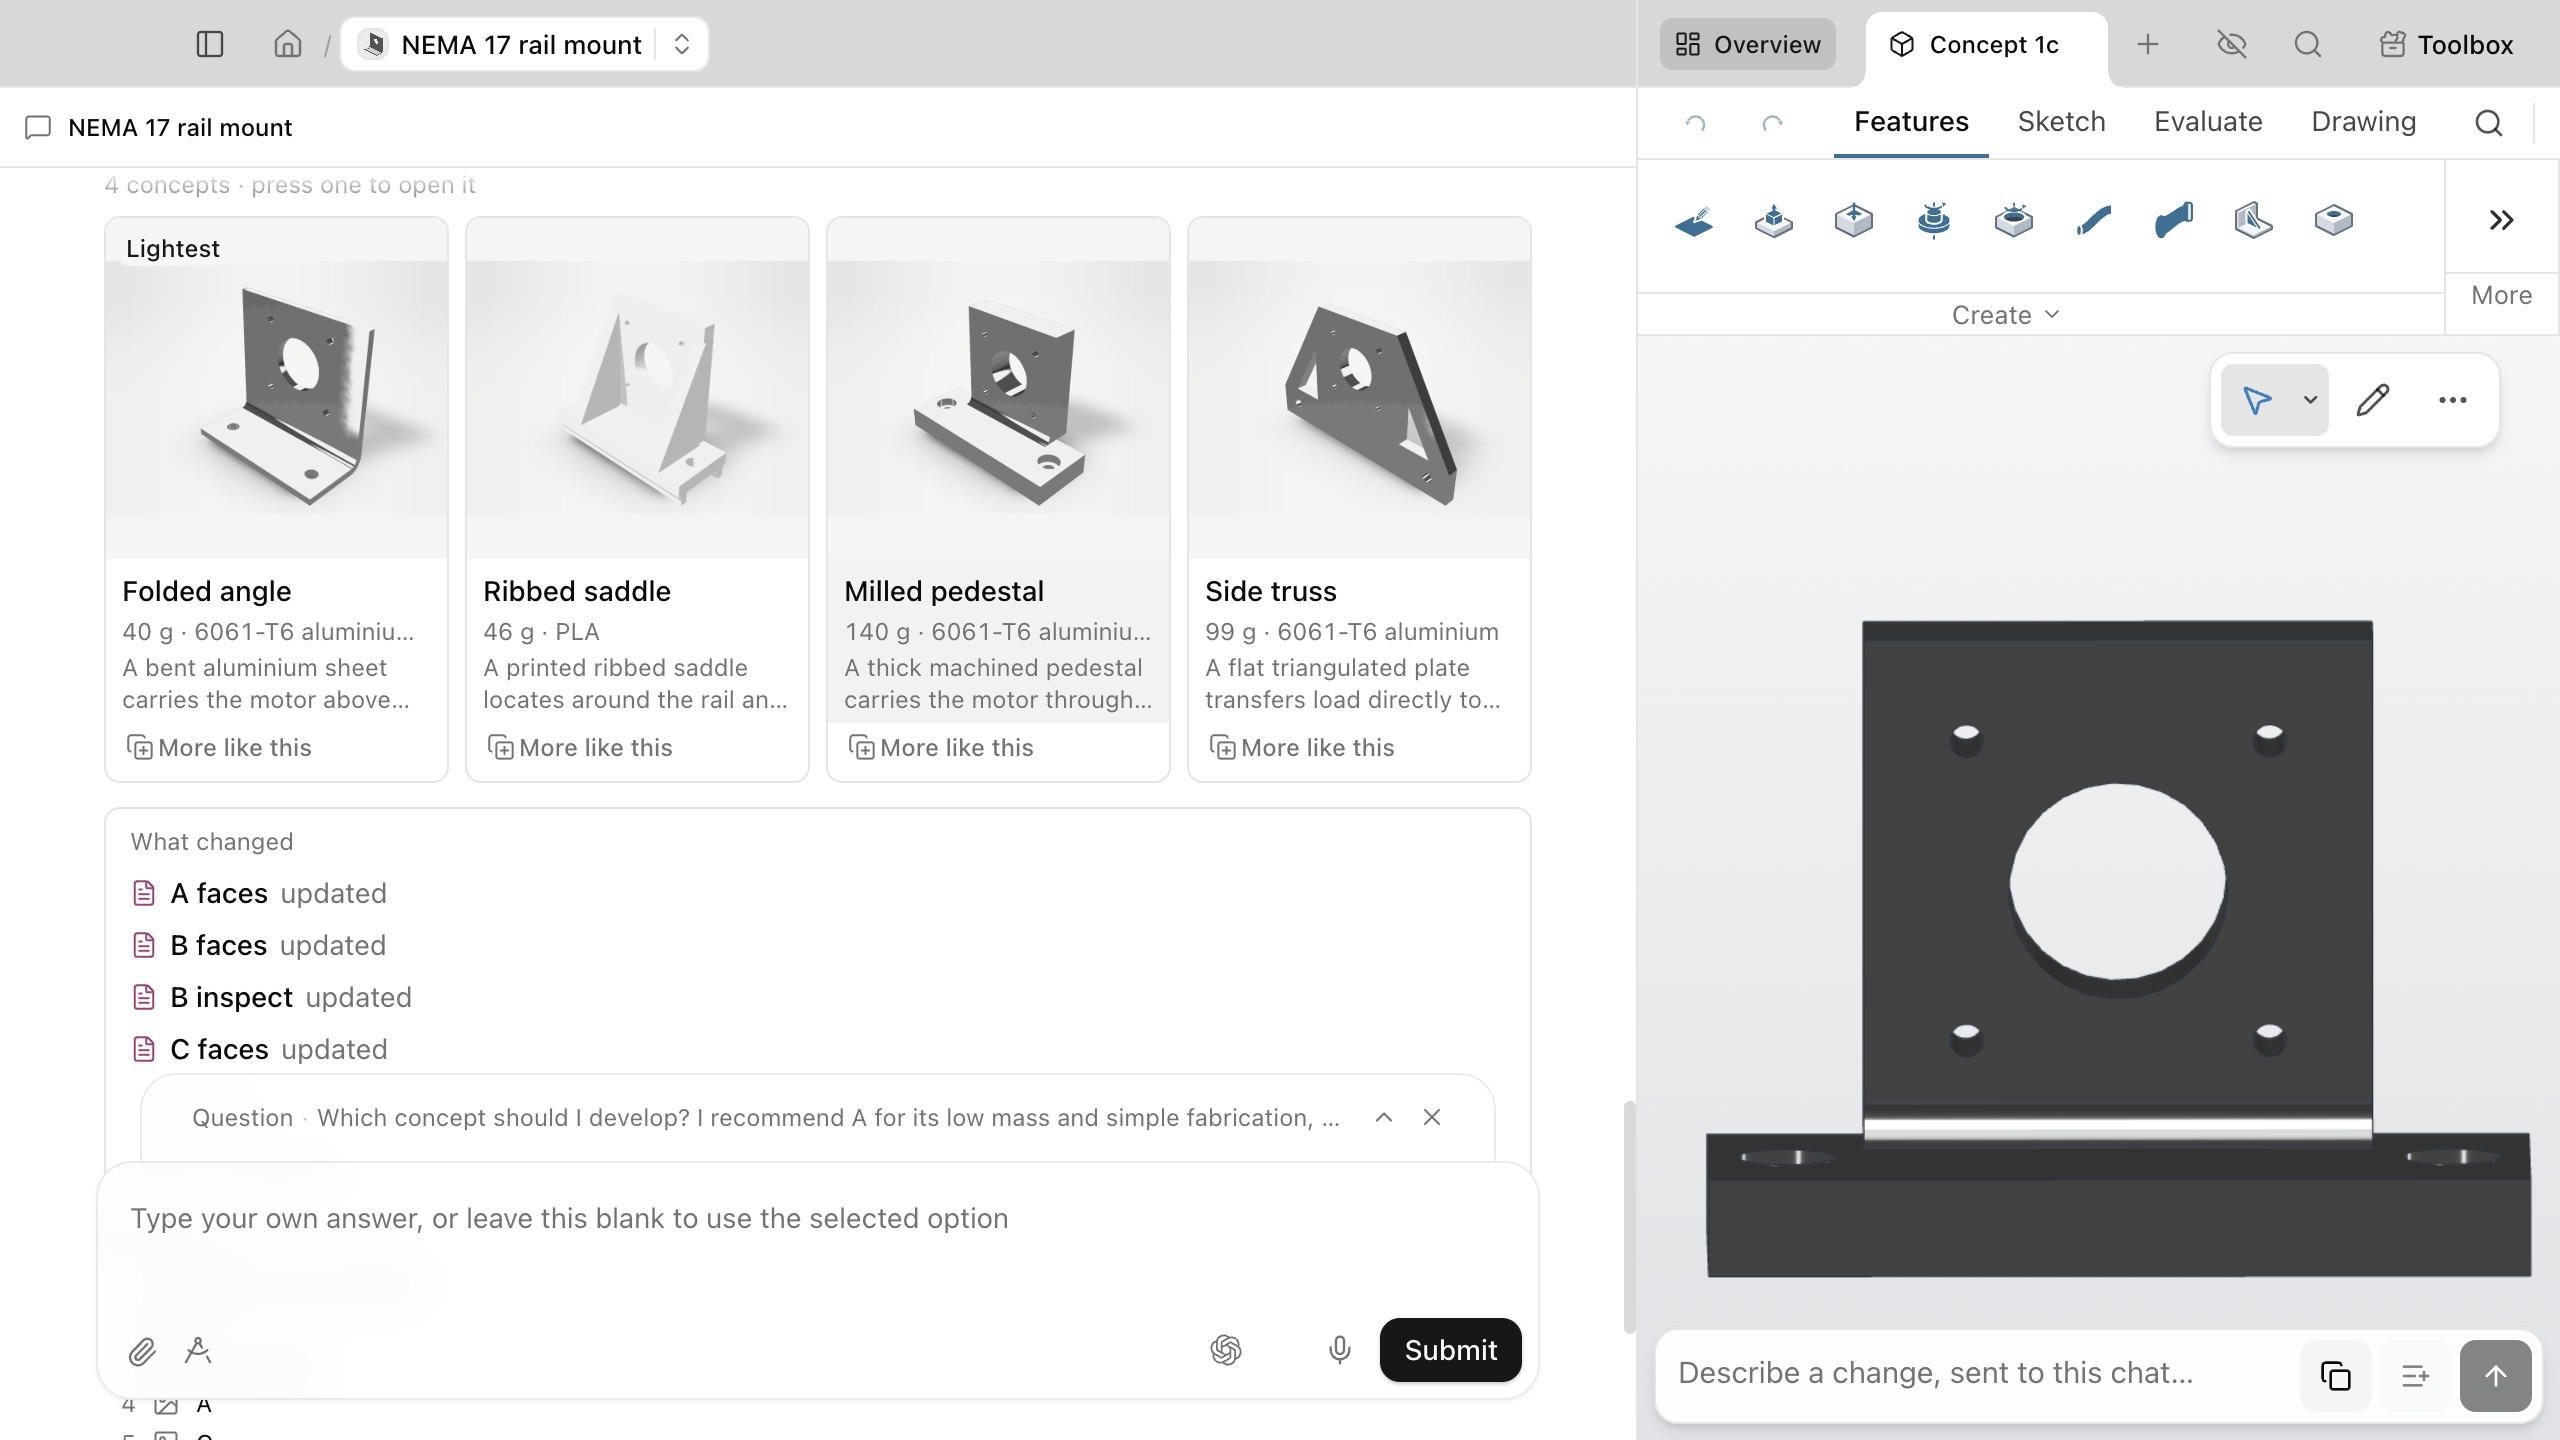 NEMA 17 rail mount
Overview
Concept 1c
Toolbox
NEMA 17 rail mount
Features
Sketch
Evaluate
Drawing
Create
More
4 concepts · press one to open it
Lightest
Folded angle
40 g · 6061-T6 aluminiu...
A bent aluminium sheet
carries the motor above...
More like this
Ribbed saddle
46 g · PLA
A printed ribbed saddle
locates around the rail an...
More like this
Milled pedestal
140 g · 6061-T6 aluminiu...
A thick machined pedestal
carries the motor through...
More like this
Side truss
99 g · 6061-T6 aluminium
A flat triangulated plate
transfers load directly to...
More like this
What changed
A faces updated
B faces updated
B inspect updated
C faces updated
Question · Which concept should I develop? I recommend A for its low mass and simple fabrication, ...
Type your own answer, or leave this blank to use the selected option
Submit
4 A
Describe a change, sent to this chat...